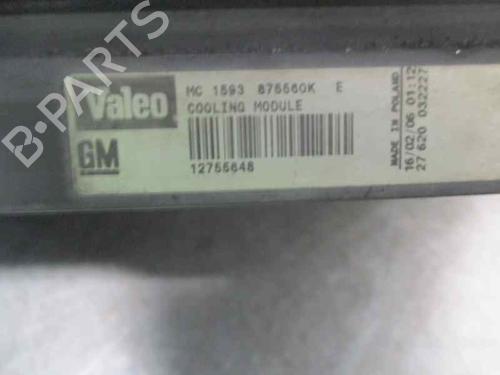 Valeo
MC 1593 875560K E
COOLING MODULE
GM
12755648
MADE IN POLAND
16/02/06 01:12
27 620 0322227
B-PARTS